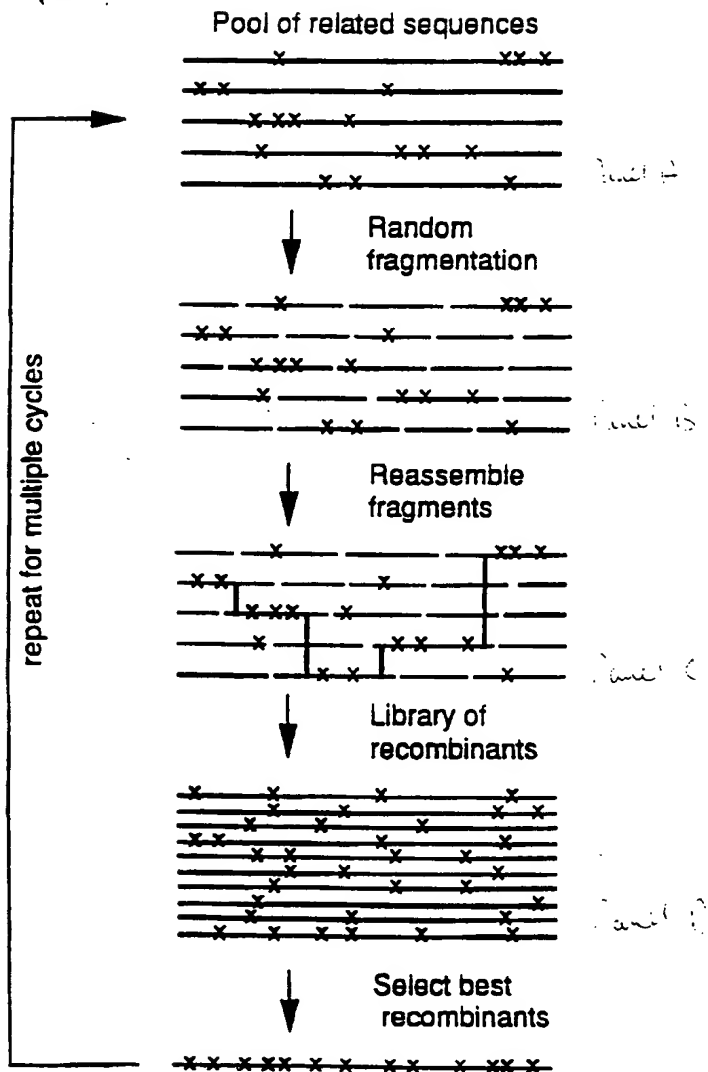 Pool of related sequences
Random
fragmentation
Reassemble
fragments
Library of
recombinants
Select best
recombinants
repeat for multiple cycles